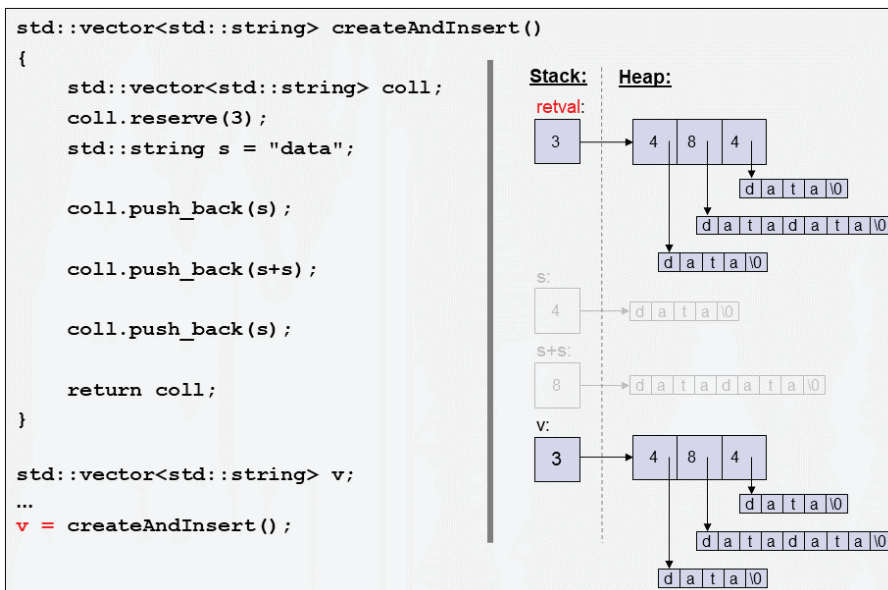 std::vector<std::string> createAndInsert()
{
std::vector<std::string> coll;
coll.reserve(3);
std::string s = "data";
coll.push_back(s);
coll.push_back(s+s);
coll.push_back(s);
return coll;
}
std::vector<std::string> v;
...
v = createAndInsert();
Stack: Heap:
retval:
3 4 8 4
d a t a \0
d a t a d a t a \0
d a t a \0
s:
4 d a t a \0
s+s:
8 d a t a d a t a \0
v:
3 4 8 4
d a t a \0
d a t a d a t a \0
d a t a \0